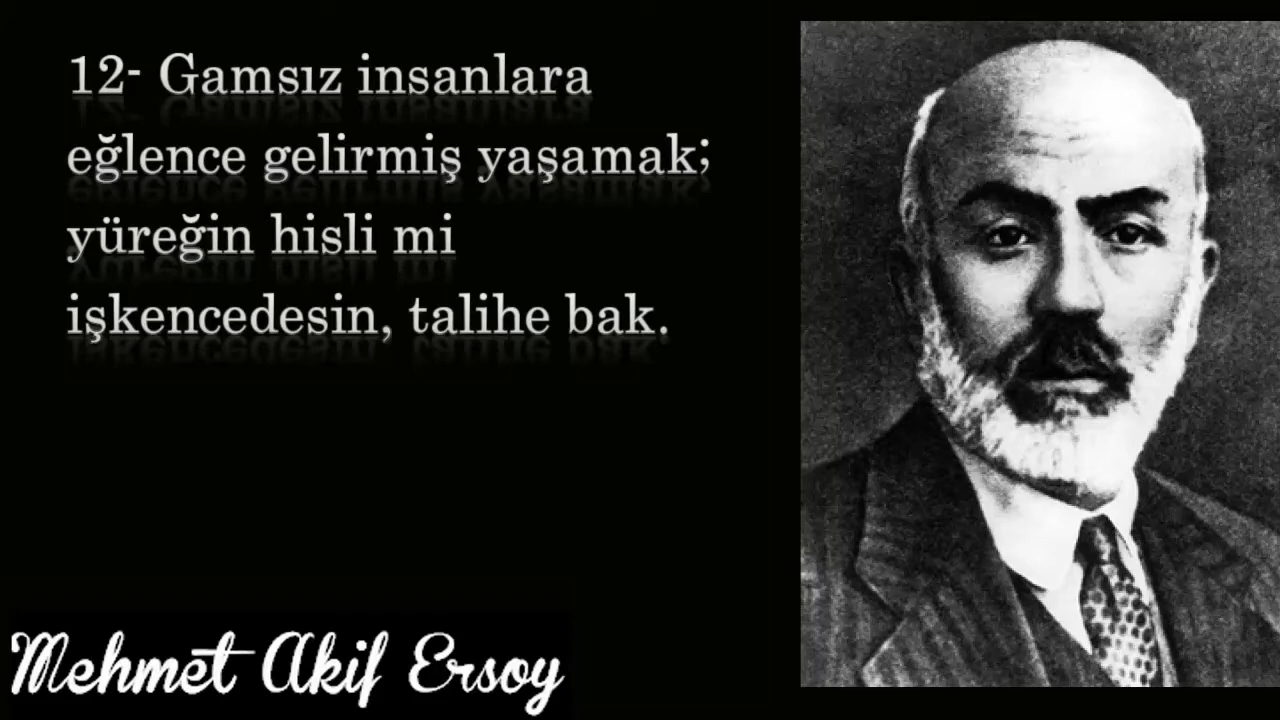 12- Gamsız insanlara
eğlence gelirmiş yaşamak;
yüreğin hisli mi
işkencedesin, talihe bak.
Mehmet Akif Ersoy